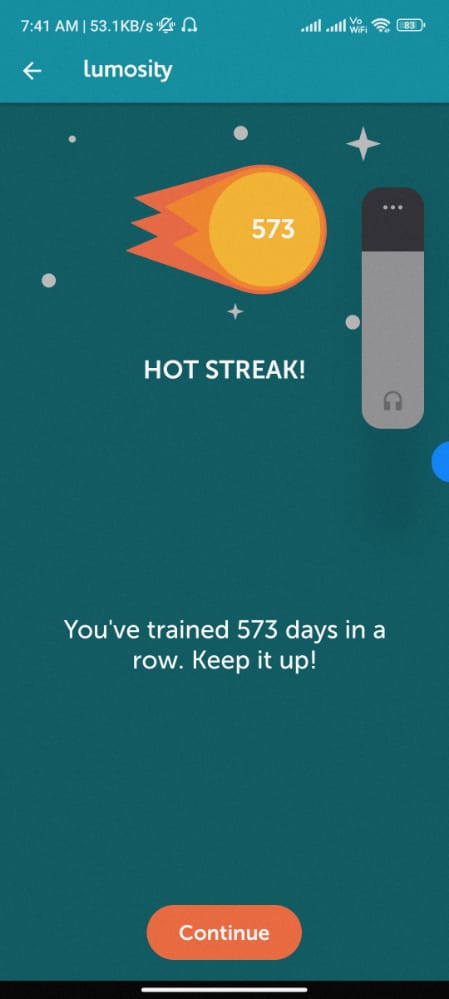 7:41 AM | 53.1KB/s Vo WiFi 83
lumosity
573
HOT STREAK!
You've trained 573 days in a
row. Keep it up!
Continue